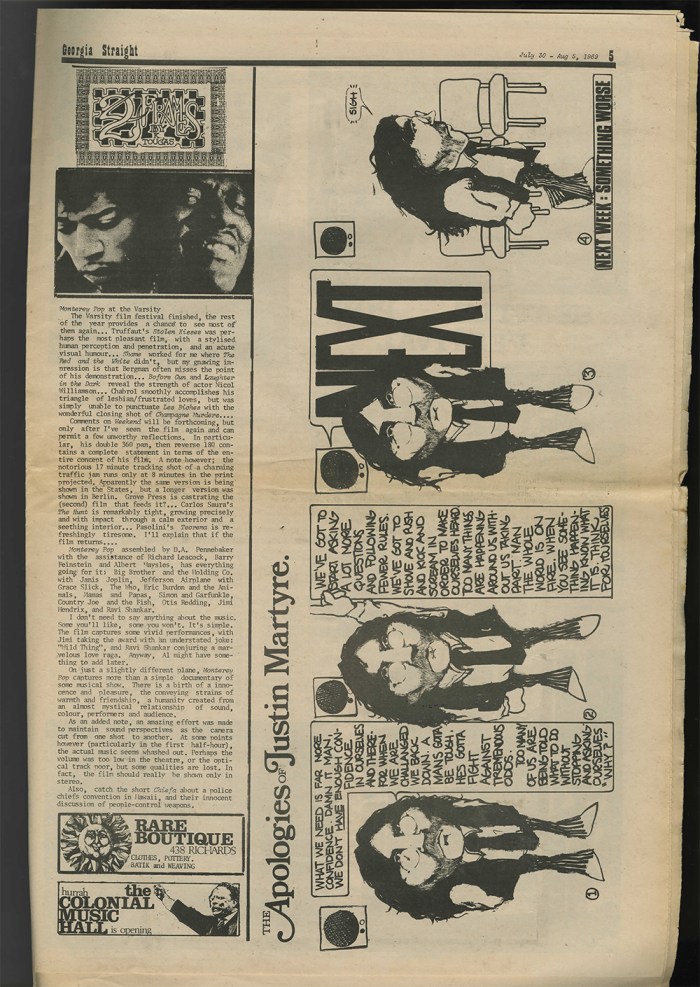 Georgia Straight
July 30 - Aug 5, 1969 5
24 FRAMES
BY K
TOUGAS
Monterey Pop at the Varsity
The Varsity film festival finished, the rest
of the year provides a chance to see most of
them again... Truffaut's Stolen Kisses was per-
haps the most pleasant film, with a stylised
human perception and penetration, and an acute
visual humour... Shame worked for me where The
Red and the White didn't, but my gnawing im-
pression is that Bergman often misses the point
of his demonstration... Before Gun and Laughter
in the Dark reveal the strength of actor Nicol
Williamson... Chabrol smoothly accomplishes his
triangle of lesbian/frustrated loves, but was
simply unable to punctuate Les Biches with the
wonderful closing shot of Champagne Murders....
Comments on Weekend will be forthcoming, but
only after I've seen the film again and can
permit a few unworthy reflections. In particu-
lar, his double 360 pan, then reverse 180 con-
tains a complete statement in terms of the en-
tire concent of his film. A note however; the
notorious 17 minute tracking shot of a charming
traffic jam runs only at 8 minutes in the print
projected. Apparently the same version is being
shown in the States, but a longer version was
shown in Berlin. Grove Press is castrating the
(second) film that feeds it?... Carlos Saura's
The Hunt is remarkably tight, growing precisely
and with impact through a calm exterior and a
seething interior... Pasolini's Teorema is re-
freshingly tiresome. I'll explain that if the
film returns....
Monterey Pop assembled by D.A. Pennebaker
with the assistance of Richard Leacock, Barry
Feinstein and Albert Maysles, has everything
going for it: Big Brother and the Holding Co.
with Janis Joplin, Jefferson Airplane with
Grace Slick, The Who, Eric Burdon and the Ani-
mals, Mamas and Papas, Simon and Garfunkle,
Country Joe and the Fish, Otis Redding, Jimi
Hendrix, and Ravi Shankar.
I don't need to say anything about the music.
Some you'll like, some you won't. It's simple.
The film captures some vivid performances, with
Jimi taking the award with an understated joke:
"Wild Thing", and Ravi Shankar conjuring a mar-
velous love raga. Anyway, Al might have some-
thing to add later.
On just a slightly different plane, Monterey
Pop captures more than a simple documentary of
some musical show. There is a birth of a inno-
cence and pleasure, the conveying strains of
warmth and friendship, a humanity created from
an almost mystical relationship of sound,
colour, performers and audience.
As an added note, an amazing effort was made
to maintain sound perspectives as the camera
cut from one shot to another. At some points
however (particularly in the first half-hour),
the actual music seems washed out. Perhaps the
volume was too low in the theatre, or the opti-
cal track poor, but some qualities are lost. In
fact, the film should really be shown only in
stereo.
Also, catch the short Chiefs about a police
chiefs convention in Hawaii, and their innocent
discussion of people-control weapons.
RARE
BOUTIQUE
438 RICHARDS
CLOTHES, POTTERY.
BATIK and WEAVING
hurrah
the
COLONIAL
MUSIC
HALL is opening
THE Apologies OF Justin Martyre.
WHAT WE NEED IS FAR MORE
CONFIDENCE. DAMN IT, MAN,
WE DON'T HAVE ENOUGH CON-
FIDENCE
IN OURSELVES
AND THERE-
FOR WHEN
WE ARE
CHALLENGED
WE BACK-
DOWN. A
MAN'S GOTTA
BE TOUGH.
HE'S GOTTA
FIGHT
AGAINST
TREMENDOUS
ODDS.
TOO MANY
OF US ARE
BEING TOLD
WHAT TO DO
WITHOUT
STOPPING
AND ASKING
OURSELVES
"WHY?"
1
WE'VE GOT TO
START ASKING
A LOT MORE
QUESTIONS
AND FOLLOWING
FEWER RULES.
WE'VE GOT TO
SHOVE AND PUSH
AND KICK AND
SCREAM IN
ORDER TO MAKE
OURSELVES HEARD
TOO MANY THINGS
ARE HAPPENING
AROUND US WITH-
OUT US ASKING
DAMN IT, MAN
THE WHOLE
WORLD IS ON
FIRE. WHEN
YOU SEE SOME-
THING HAPPEN-
ING KNOW WHAT
IT IS. THINK
FOR YOURSELVES
2
NEXT
3
SIGH
4
NEXT WEEK : SOMETHING WORSE